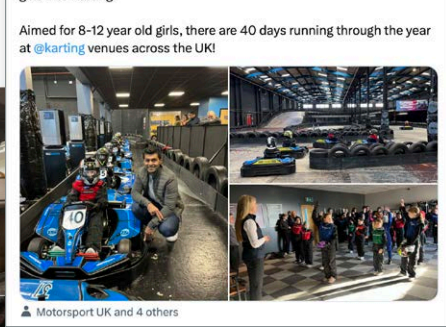 Aimed for 8-12 year old girls, there are 40 days running through the year
at @karting venues across the UK!
40
Motorsport UK and 4 others